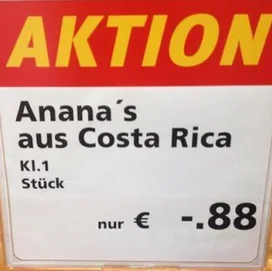 AKTION
Anana´s
aus Costa Rica
Kl.1
Stück
nur € -.88